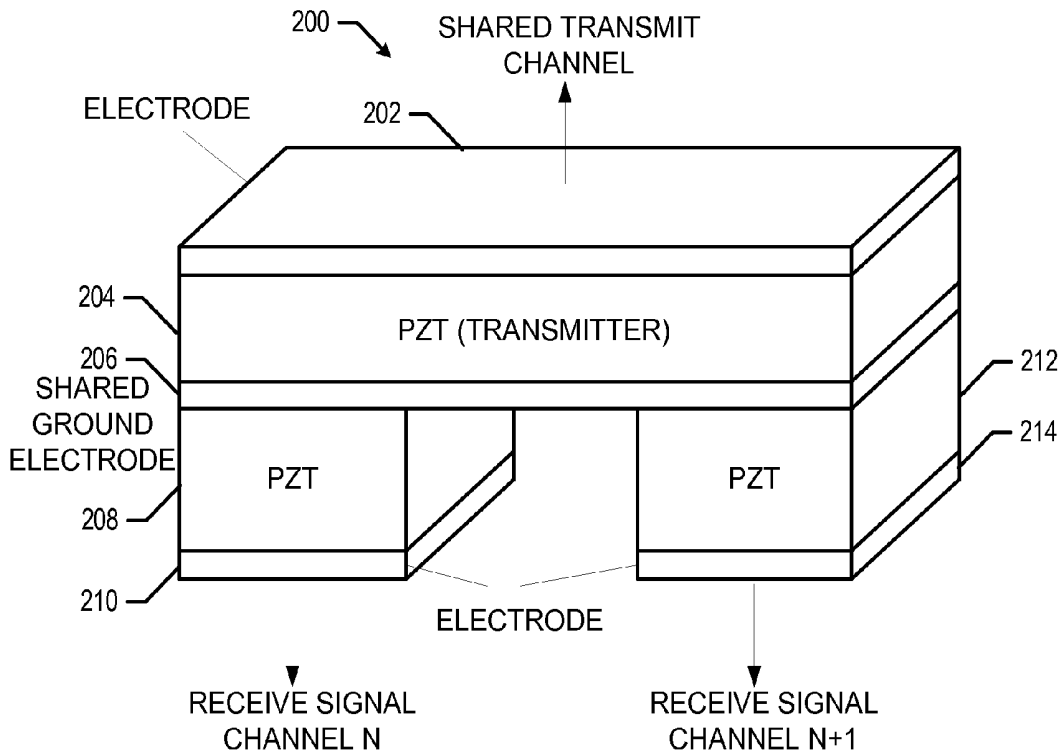 200
SHARED TRANSMIT
CHANNEL
ELECTRODE
202
204
PZT (TRANSMITTER)
206
SHARED
GROUND
ELECTRODE
212
214
PZT
PZT
208
210
ELECTRODE
RECEIVE SIGNAL
CHANNEL N
RECEIVE SIGNAL
CHANNEL N+1